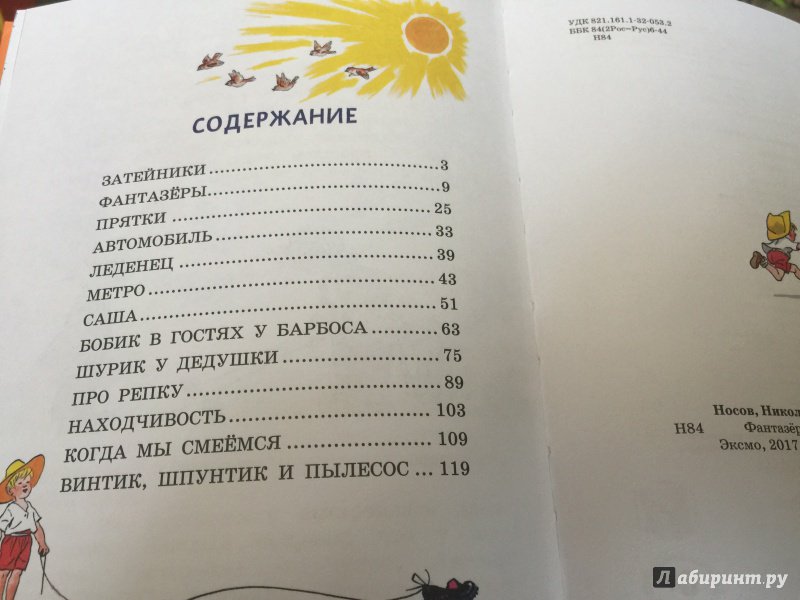 СОДЕРЖАНИЕ
ЗАТЕЙНИКИ........................3
ФАНТАЗЁРЫ........................9
ПРЯТКИ...........................25
АВТОМОБИЛЬ.......................33
ЛЕДЕНЕЦ..........................39
МЕТРО............................43
САША.............................51
БОБИК В ГОСТЯХ У БАРБОСА.........63
ШУРИК У ДЕДУШКИ..................75
ПРО РЕПКУ........................89
НАХОДЧИВОСТЬ.....................103
КОГДА МЫ СМЕЁМСЯ.................109
ВИНТИК, ШПУНТИК И ПЫЛЕСОС ... 119
УДК 821.161.1-32-053.2
ББК 84(2Рос=Рус)6-44
Н84
Носов, Никол
Н84 Фантазёр
Эксмо, 2017
Лабиринт.ру